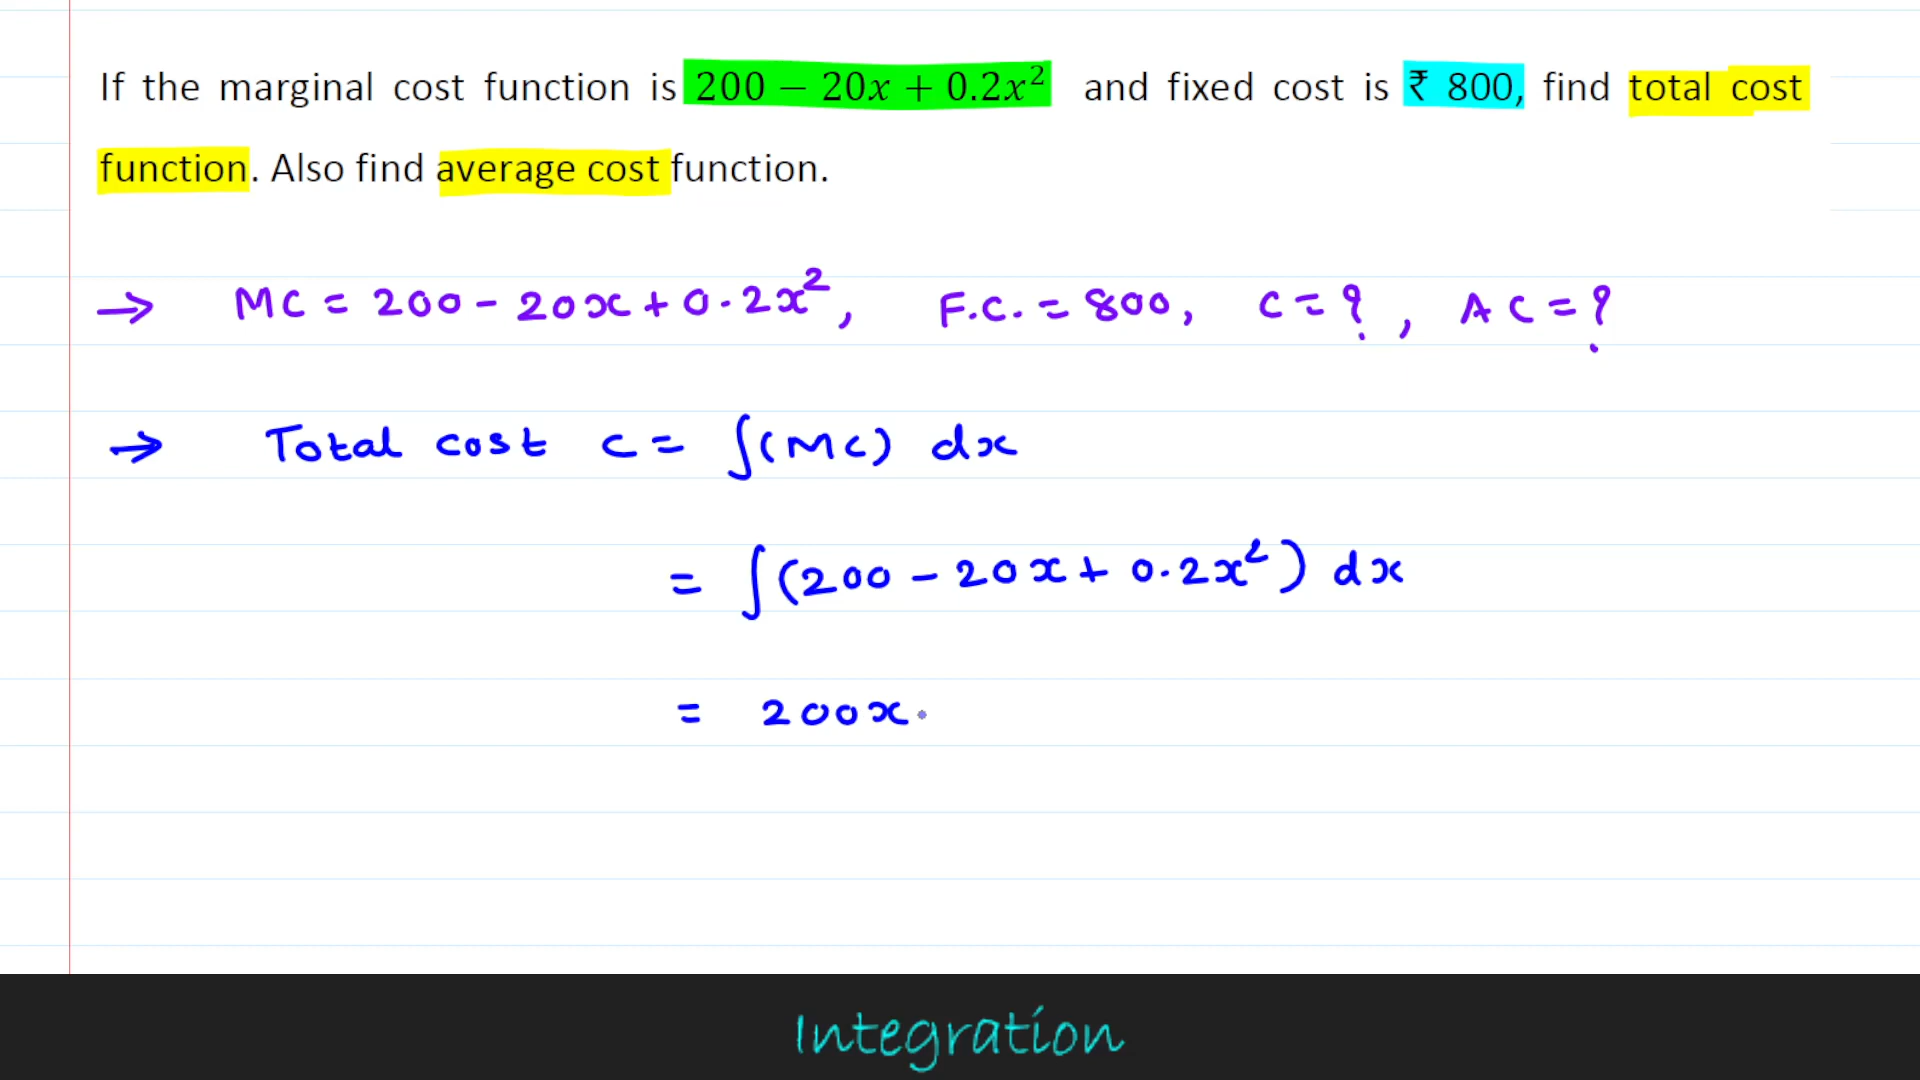 If the marginal cost function is 200 − 20x + 0.2x² and fixed cost is ₹ 800, find total cost
function. Also find average cost function.
→ MC = 200 - 20x + 0.2x², F.C. = 800, C = ?, AC = ?
→ Total cost C = ∫(MC) dx
= ∫(200 - 20x + 0.2x²) dx
= 200x
Integration